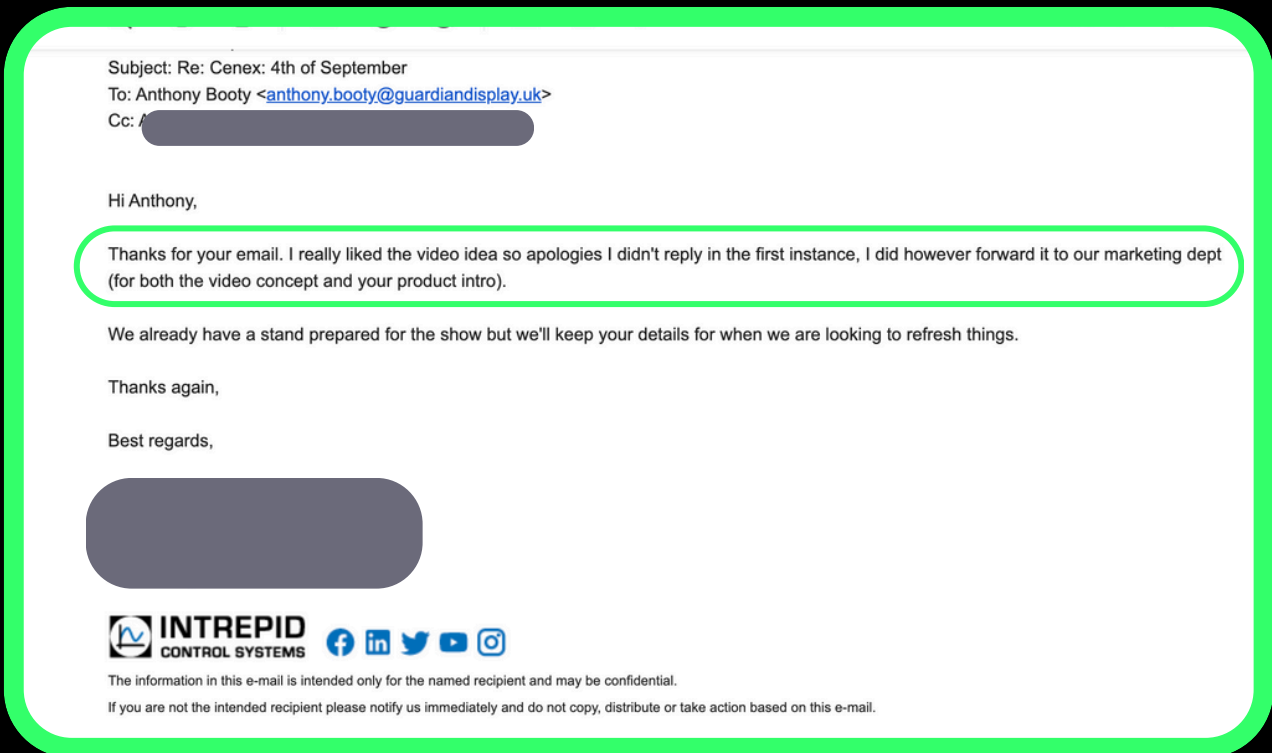 Subject: Re: Cenex: 4th of September
To: Anthony Booty <anthony.booty@guardiandisplay.uk>
Cc:
Hi Anthony,
Thanks for your email. I really liked the video idea so apologies I didn't reply in the first instance, I did however forward it to our marketing dept
(for both the video concept and your product intro).
We already have a stand prepared for the show but we'll keep your details for when we are looking to refresh things.
Thanks again,
Best regards,
INTREPID
CONTROL SYSTEMS
The information in this e-mail is intended only for the named recipient and may be confidential.
If you are not the intended recipient please notify us immediately and do not copy, distribute or take action based on this e-mail.